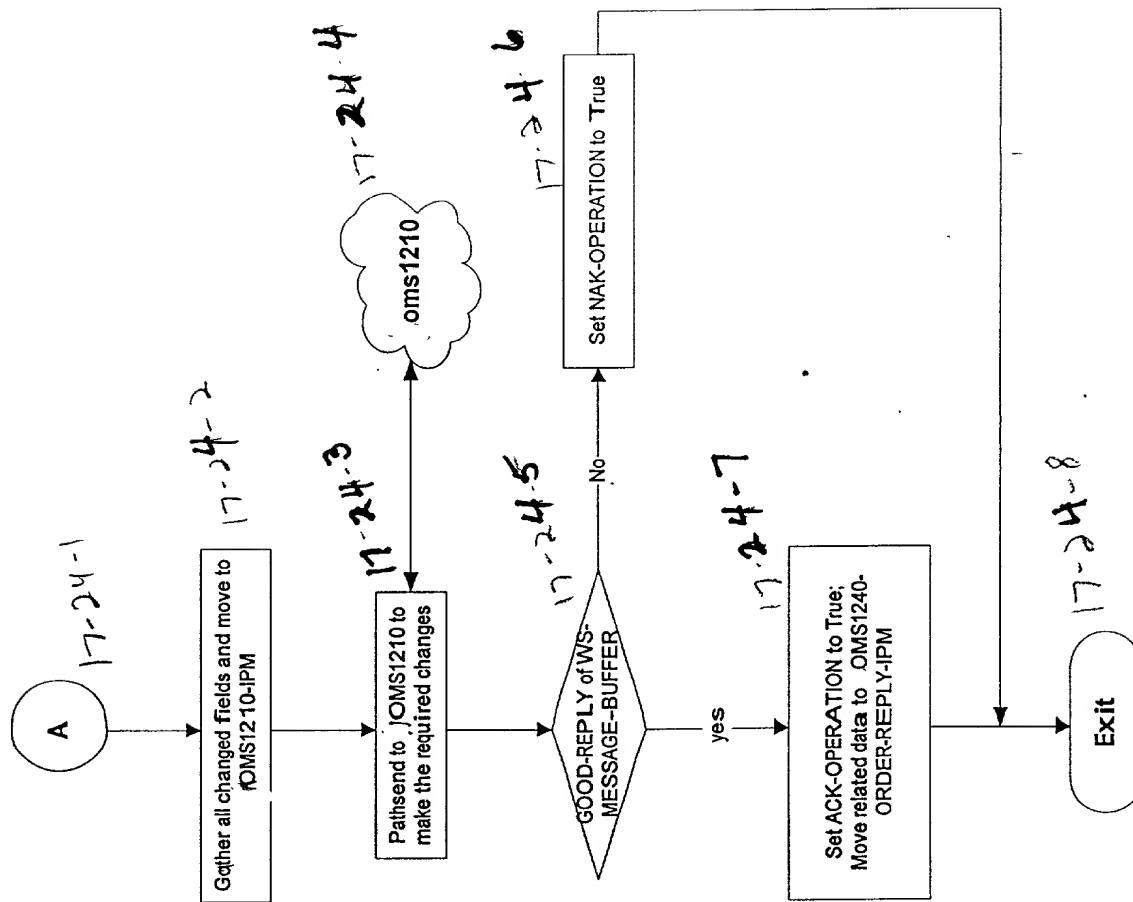 A
17-24-1
Gather all changed fields and move to
OMS1210-IPM
17-24-2
Pathsend to OMS1210 to
make the required changes
17-24-3
oms1210
17-24-4
GOOD-REPLY of WS-
MESSAGE-BUFFER
17-24-5
No
Set NAK-OPERATION to True
17-24-6
yes
Set ACK-OPERATION to True;
Move related data to OMS1240-
ORDER-REPLY-IPM
17-24-7
Exit
17-24-8